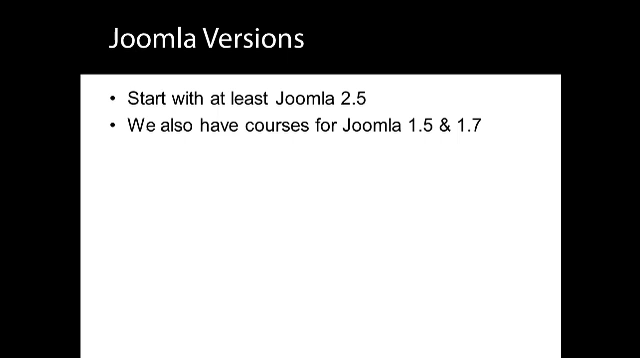 Joomla Versions
• Start with at least Joomla 2.5
• We also have courses for Joomla 1.5 & 1.7